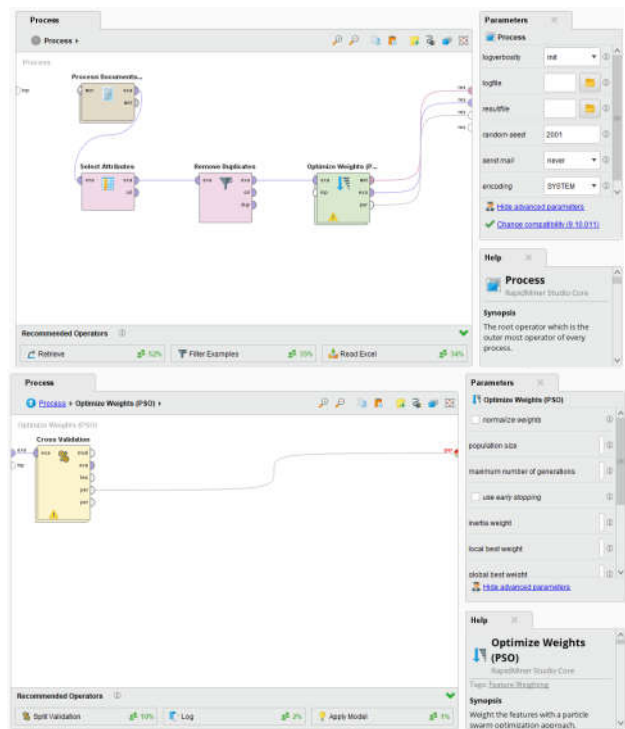 Process
Process
Process
Process Documents...
Select Attributes
Remove Duplicates
Optimize Weights (P...
Recommended Operators
Retrieve
52%
Filter Examples
Read Excel
34%
Parameters
Process
logverbosity
init
logfile
resultfile
random seed
2001
send mail
never
encoding
SYSTEM
Hide advanced parameters
Change compatibility (9.10.011)
Help
Process
RapidMiner Studio Core
Synopsis
The root operator which is the
outer most operator of every
process.
Process
Process
Optimize Weights (PSO)
Optimize Weights (PSO)
Cross Validation
Recommended Operators
Split Validation
Log
Apply Model
Parameters
Optimize Weights (PSO)
normalize weights
population size
maximum number of generations
use early stopping
inertia weight
local best weight
global best weight
Hide advanced parameters
Help
Optimize Weights
(PSO)
RapidMiner Studio Core
Tags: Feature Weighting
Synopsis
Weight the features with a particle
swarm optimization approach.